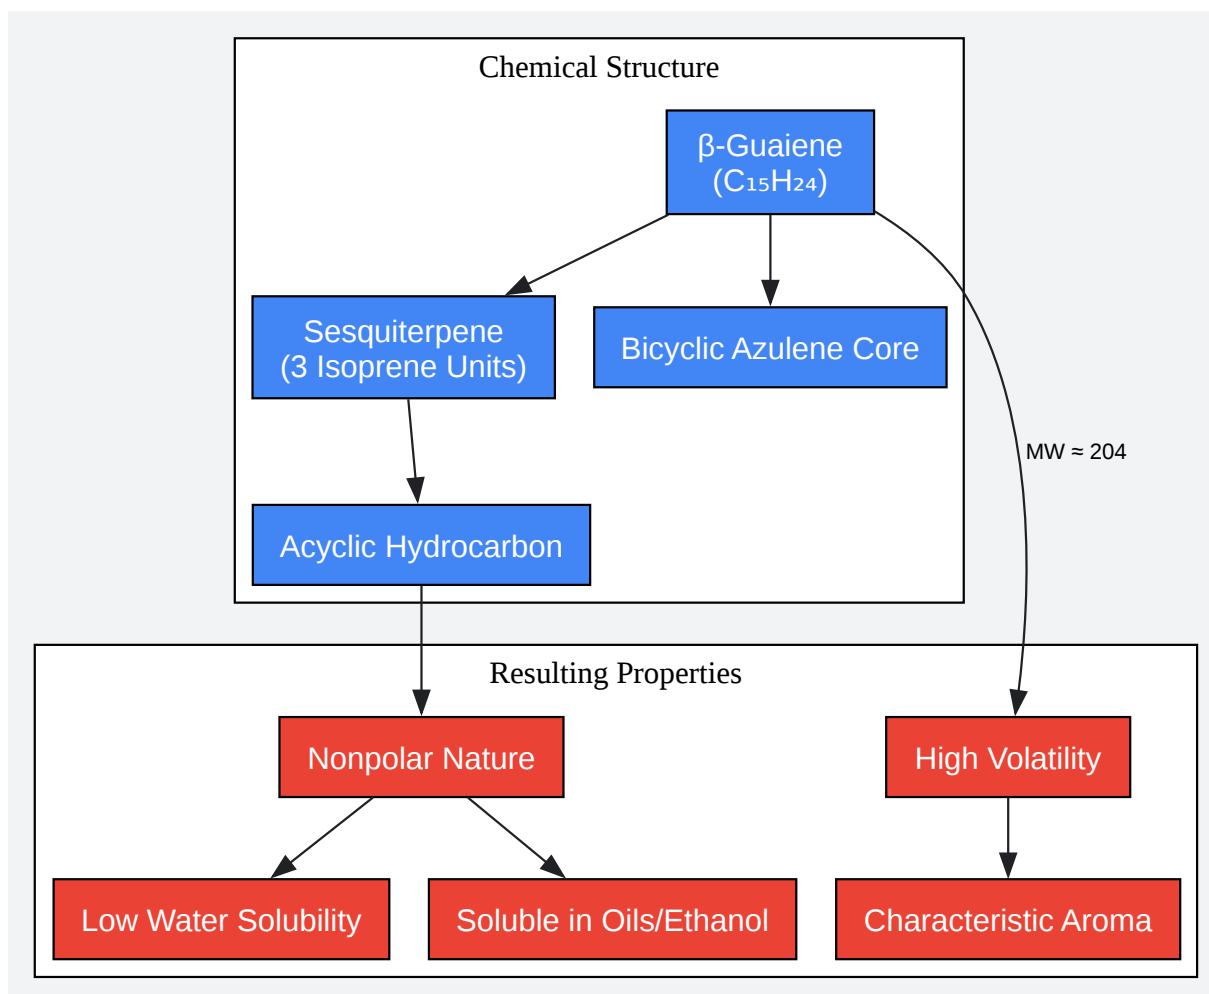 Chemical Structure
β-Guaiene
(C₁₅H₂₄)
Sesquiterpene
(3 Isoprene Units)
Bicyclic Azulene Core
MW ≈ 204
Acyclic Hydrocarbon
Resulting Properties
Nonpolar Nature
High Volatility
Low Water Solubility
Soluble in Oils/Ethanol
Characteristic Aroma